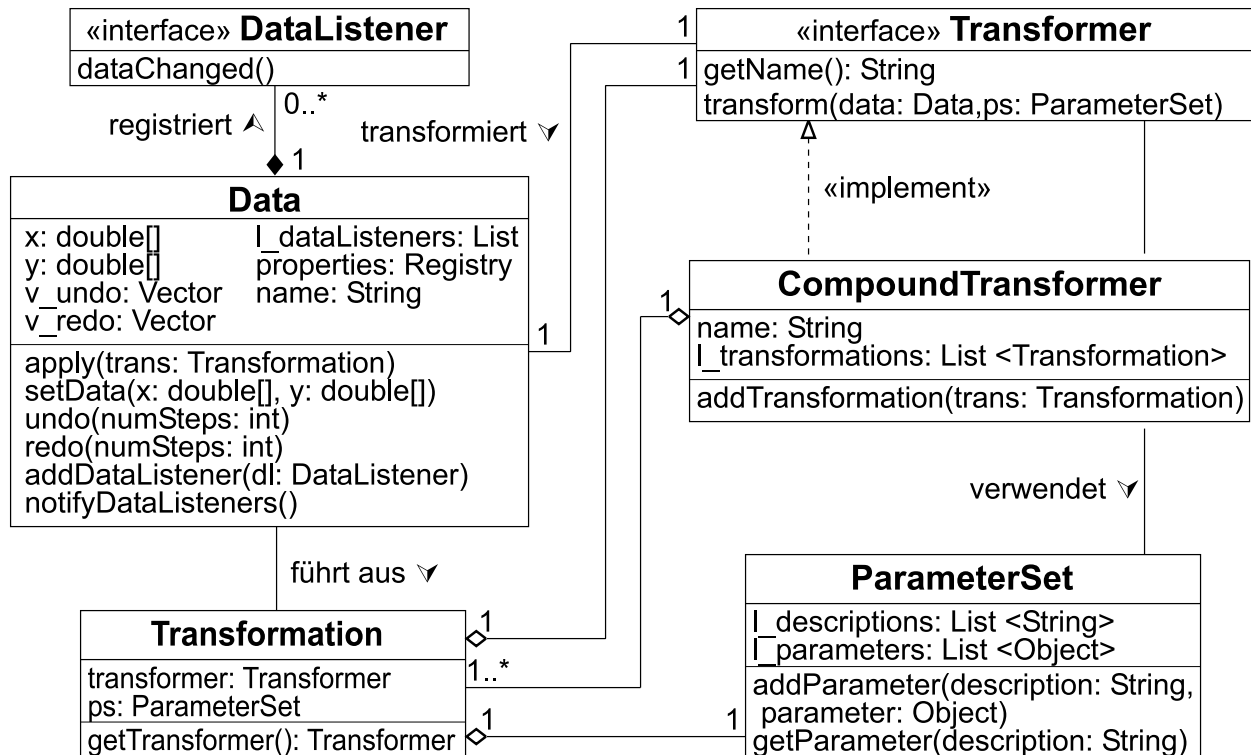 «interface» DataListener
dataChanged()
0..*
registriert
1
transformiert
1
1
«interface» Transformer
getName(): String
transform(data: Data,ps: ParameterSet)
«implement»
Data
x: double[]
y: double[]
v_undo: Vector
v_redo: Vector
l_dataListeners: List
properties: Registry
name: String
apply(trans: Transformation)
setData(x: double[], y: double[])
undo(numSteps: int)
redo(numSteps: int)
addDataListener(dl: DataListener)
notifyDataListeners()
1
1
CompoundTransformer
name: String
l_transformations: List <Transformation>
addTransformation(trans: Transformation)
verwendet
führt aus
Transformation
transformer: Transformer
ps: ParameterSet
getTransformer(): Transformer
1
1..*
1
1
ParameterSet
l_descriptions: List <String>
l_parameters: List <Object>
addParameter(description: String,
parameter: Object)
getParameter(description: String)